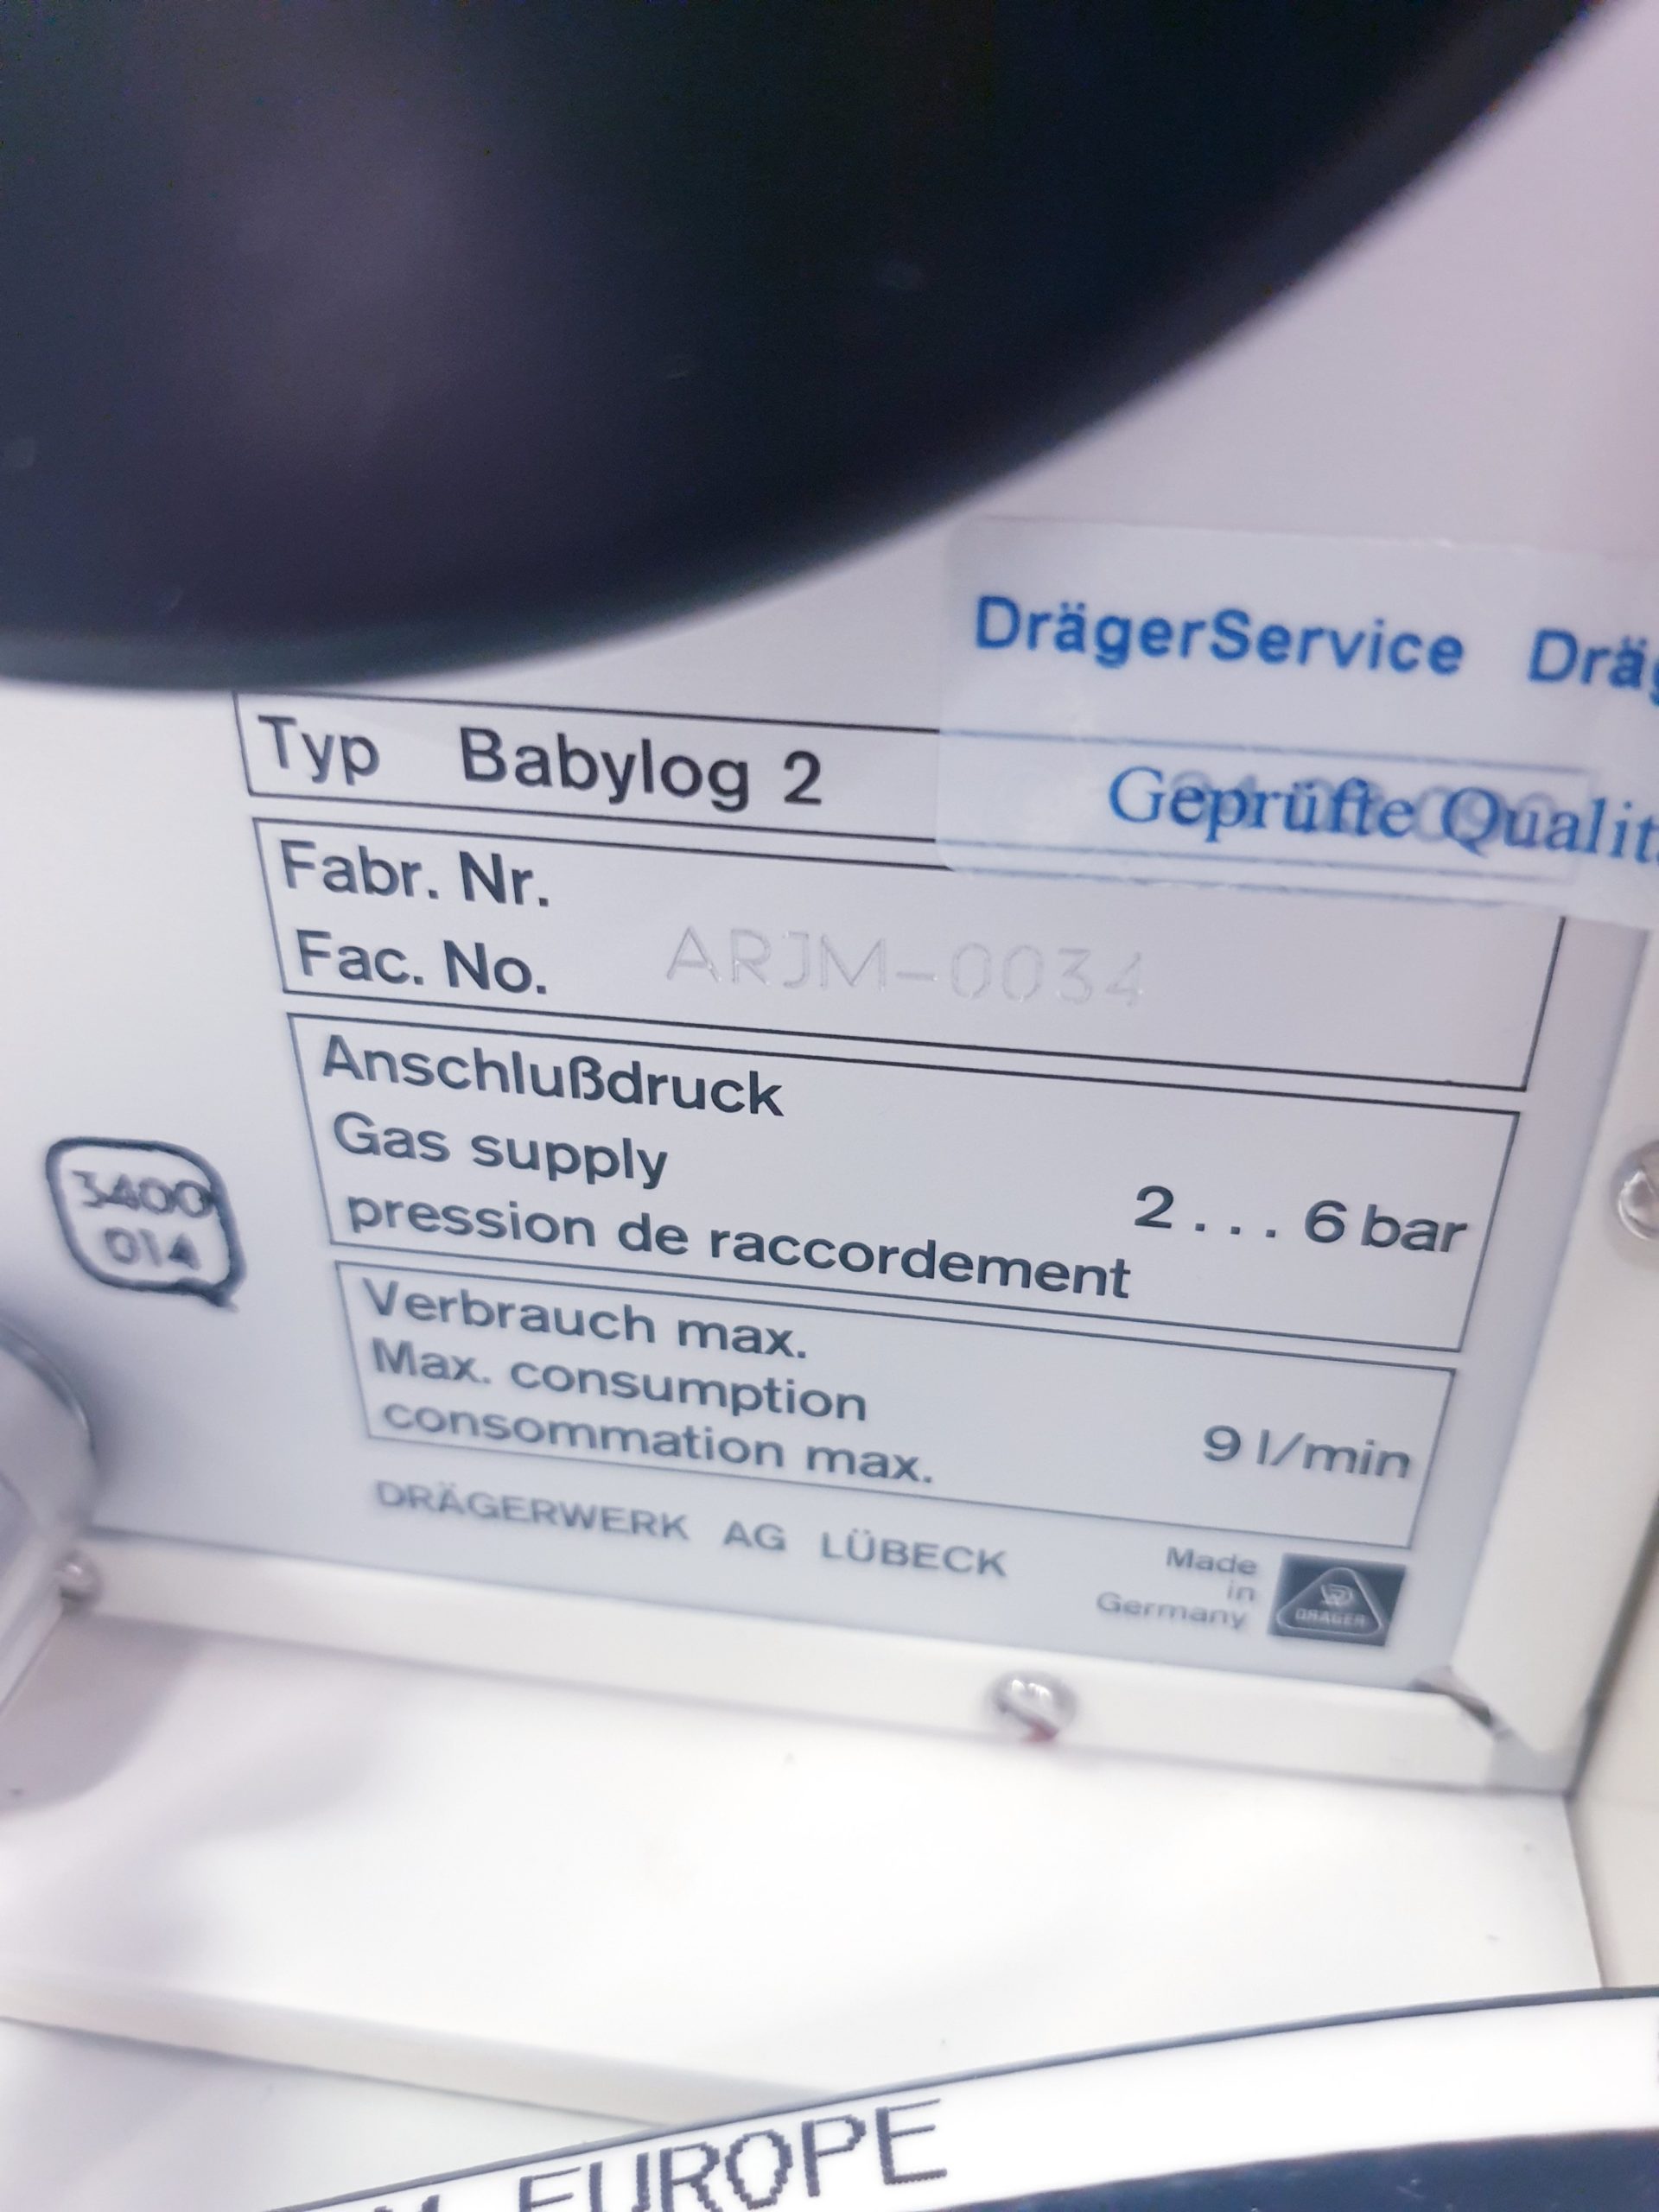 DrägerService Dräg
Typ Babylog 2
Geprüfte Qualit
Fabr. Nr.
Fac. No. ARJM-0034
Anschlußdruck
Gas supply
pression de raccordement
2 . . . 6 bar
3400
014
Verbrauch max.
Max. consumption
consommation max.
9 l/min
DRÄGERWERK AG LÜBECK
Made
in
Germany
DRÄGER
EUROPE